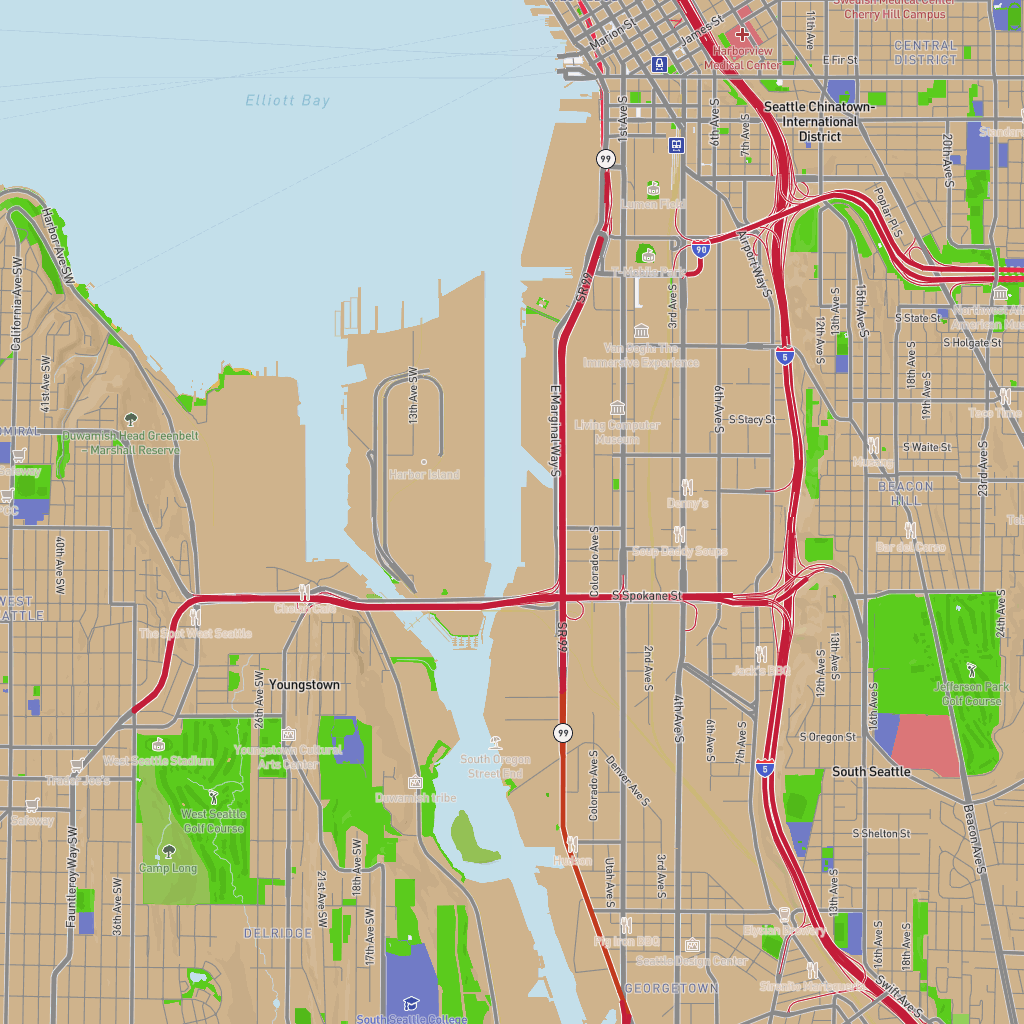 Marion St
James St
11th Ave
Swedish Medical Center
Cherry Hill Campus
CENTRAL
DISTRICT
Harborview
Medical Center
E Fir St
Elliott Bay
1st Ave S
6th Ave S
7th Ave S
Seattle Chinatown-
International
District
20th Ave S
99
Lumen Field
Poplar Pl S
Harbor Ave SW
90
Airport Way S
T-Mobile Park
SR 99
3rd Ave S
California Ave SW
12th Ave S
13th Ave S
15th Ave S
S State St
S Holgate St
Van Gogh: The
Immersive Experience
5
41st Ave SW
13th Ave SW
18th Ave S
19th Ave S
E Marginal Way S
6th Ave S
Living Computer
Museum
S Stacy St
Taco Time
Duwamish Head Greenbelt
- Marshall Reserve
Safeway
Harbor Island
S Waite St
23rd Ave S
BEACON
HILL
Denny's
Bar del Corso
Soup Daddy Soups
40th Ave SW
Colorado Ave S
S Spokane St
24th Ave S
The Spot West Seattle
SR 99
2nd Ave S
12th Ave S
13th Ave S
Jack's BBQ
Youngstown
26th Ave SW
16th Ave S
Jefferson Park
Golf Course
4th Ave S
6th Ave S
7th Ave S
99
S Oregon St
West Seattle Stadium
Youngstown Cultural
Arts Center
South Oregon
Street End
Trader Joe's
5
South Seattle
Duwamish tribe
Denver Ave S
Colorado Ave S
Safeway
West Seattle
Golf Course
S Shelton St
Beacon Ave S
Camp Long
Fauntleroy Way SW
36th Ave SW
21st Ave SW
18th Ave SW
17th Ave SW
Utah Ave S
3rd Ave S
13th Ave S
16th Ave S
18th Ave S
DELRIDGE
Pig Iron BBQ
Elysian Brewery
Seattle Design Center
GEORGETOWN
Swift Ave S
South Seattle College